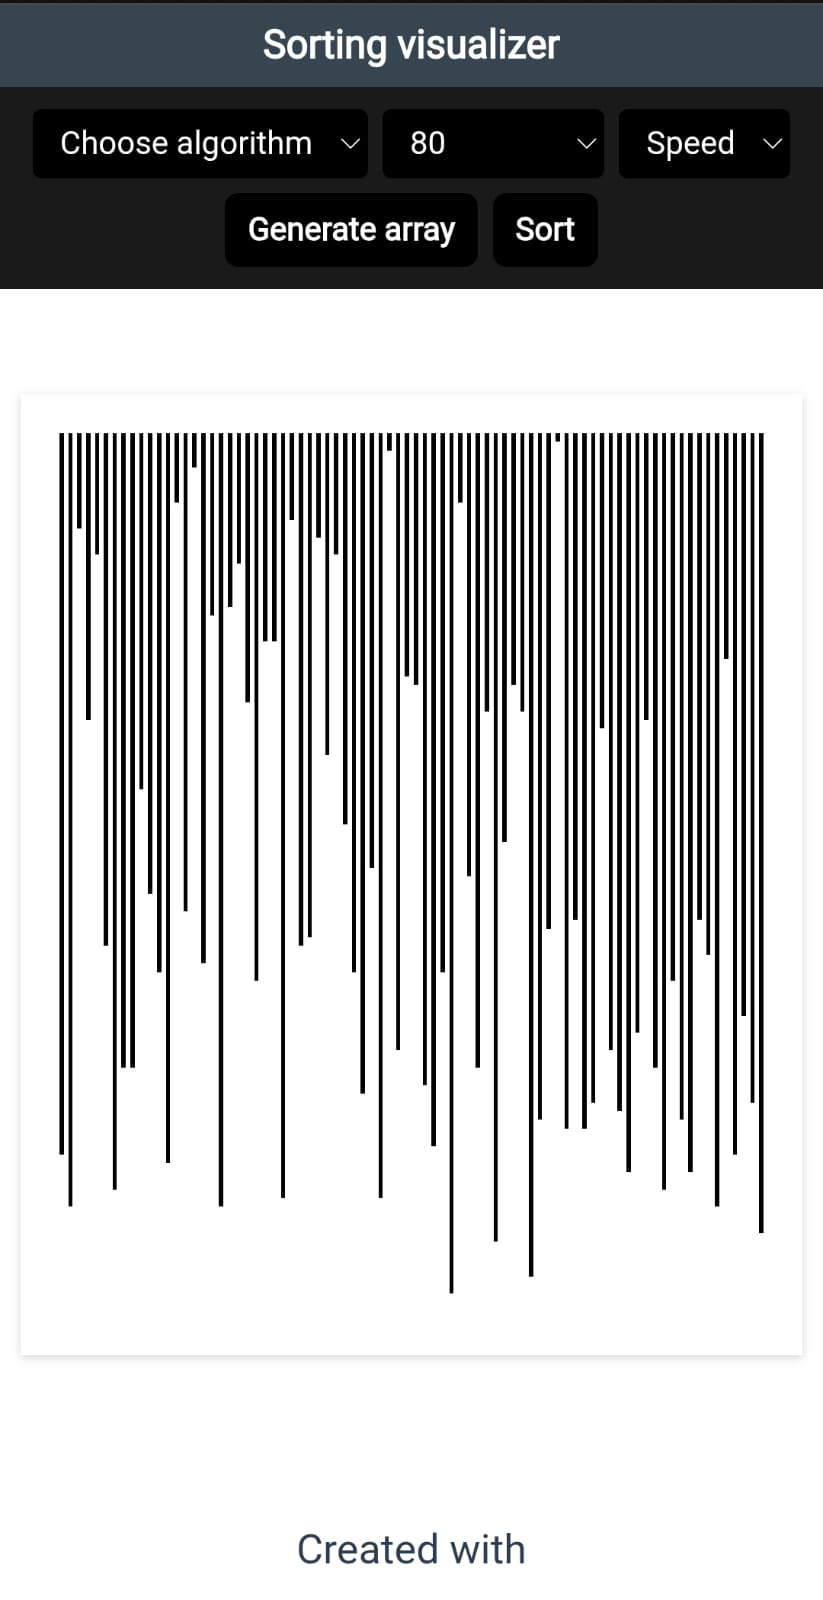 Sorting visualizer
Choose algorithm 80 Speed
Generate array Sort
Created with